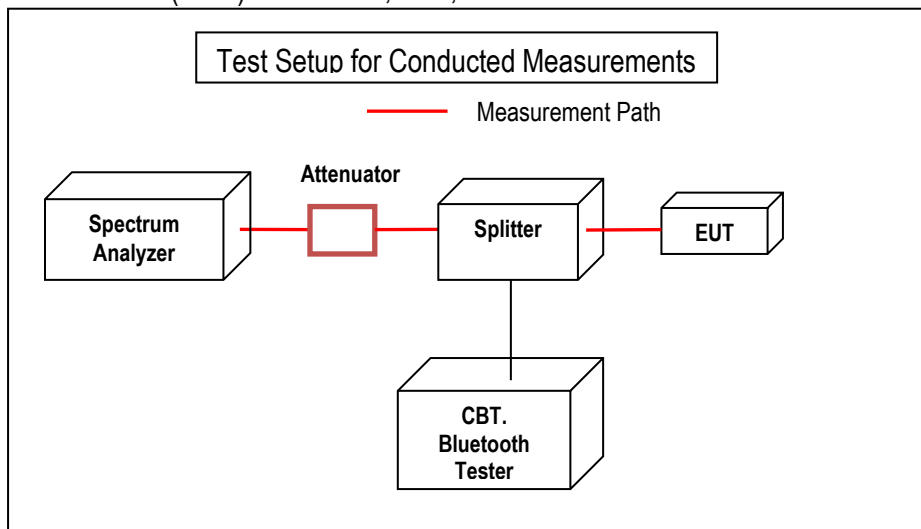 Test Setup for Conducted Measurements
Measurement Path
Attenuator
Spectrum
Analyzer
Splitter
EUT
CBT.
Bluetooth
Tester